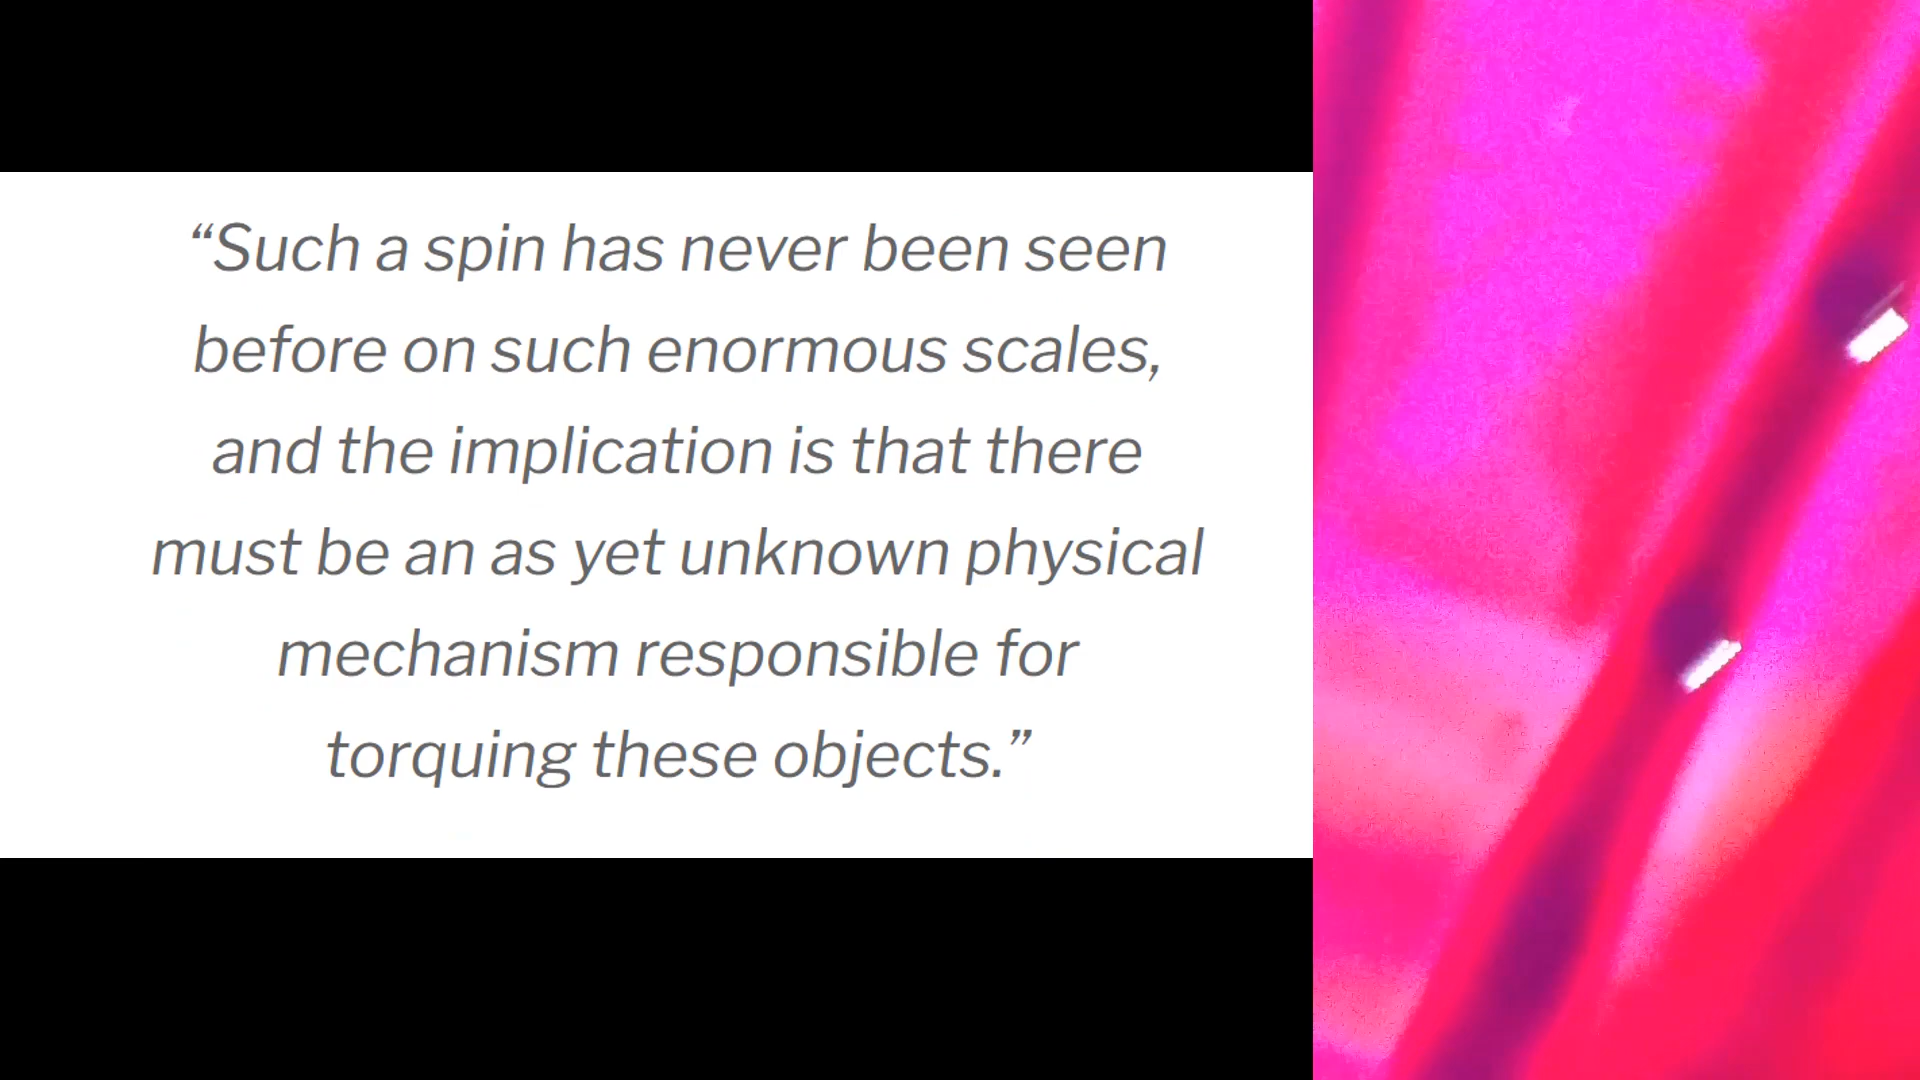 “Such a spin has never been seen
before on such enormous scales,
and the implication is that there
must be an as yet unknown physical
mechanism responsible for
torquing these objects.”